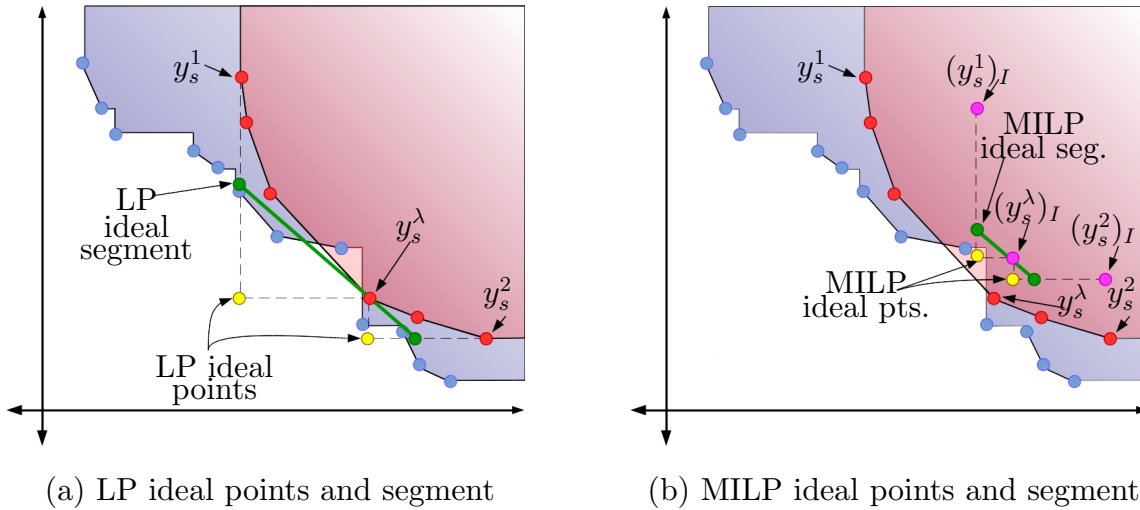 y_s^1
LP
ideal
segment
y_s^λ
y_s^2
LP ideal
points
(a) LP ideal points and segment
y_s^1
(y_s^1)_I
MILP
ideal seg.
(y_s^λ)_I
(y_s^2)_I
MILP
ideal pts.
y_s^λ
y_s^2
(b) MILP ideal points and segment